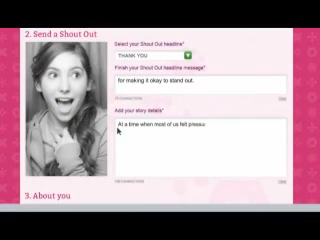 2. Send a Shout Out
Select your Shout Out headline*
THANK YOU
Finish your Shout Out headline message*
for making it okay to stand out.
Add your story details*
At a time when most of us felt pressu
3. About you